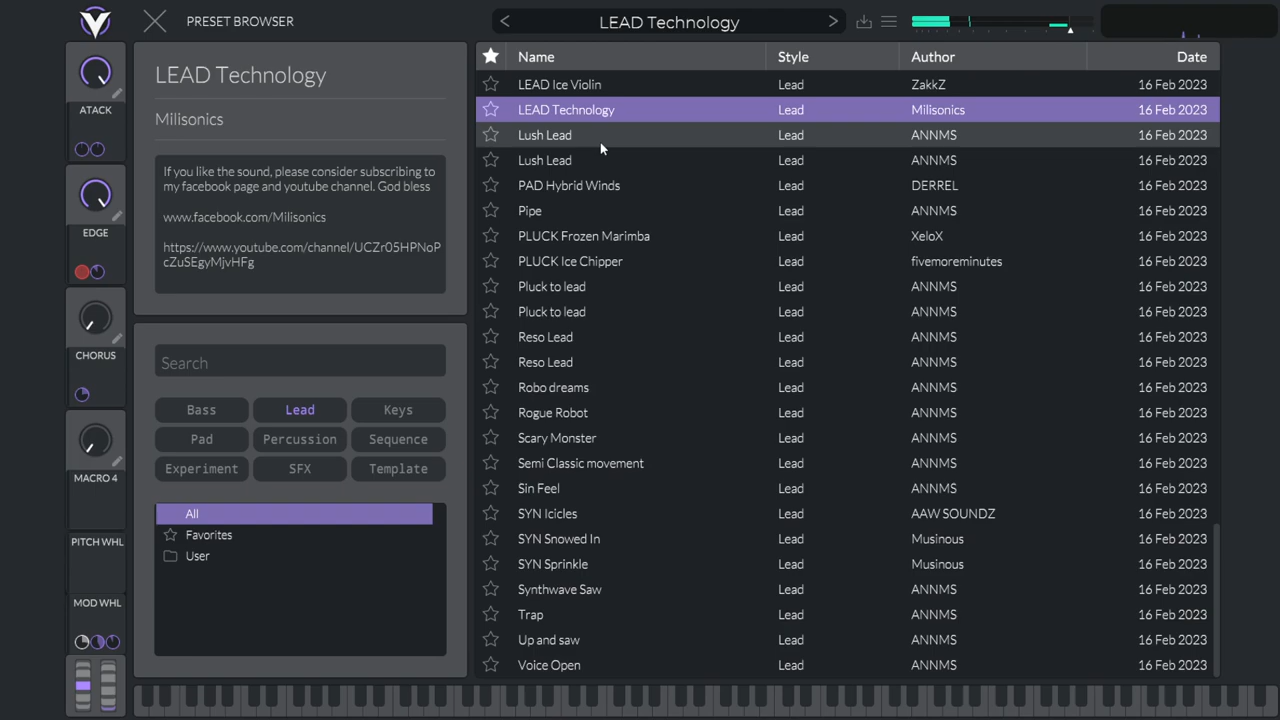 PRESET BROWSER
LEAD Technology
LEAD Technology
Milisonics
If you like the sound, please consider subscribing to
my facebook page and youtube channel. God bless
www.facebook.com/Milisonics
https://www.youtube.com/channel/UCZr05HPNoP
cZuSEgyMjvHFg
ATACK
EDGE
CHORUS
MACRO 4
PITCH WHL
MOD WHL
Search
Bass Lead Keys
Pad Percussion Sequence
Experiment SFX Template
All
Favorites
User
Name Style Author Date
LEAD Ice Violin Lead ZakkZ 16 Feb 2023
LEAD Technology Lead Milisonics 16 Feb 2023
Lush Lead Lead ANNMS 16 Feb 2023
Lush Lead Lead ANNMS 16 Feb 2023
PAD Hybrid Winds Lead DERREL 16 Feb 2023
Pipe Lead ANNMS 16 Feb 2023
PLUCK Frozen Marimba Lead XeloX 16 Feb 2023
PLUCK Ice Chipper Lead fivemoreminutes 16 Feb 2023
Pluck to lead Lead ANNMS 16 Feb 2023
Pluck to lead Lead ANNMS 16 Feb 2023
Reso Lead Lead ANNMS 16 Feb 2023
Reso Lead Lead ANNMS 16 Feb 2023
Robo dreams Lead ANNMS 16 Feb 2023
Rogue Robot Lead ANNMS 16 Feb 2023
Scary Monster Lead ANNMS 16 Feb 2023
Semi Classic movement Lead ANNMS 16 Feb 2023
Sin Feel Lead ANNMS 16 Feb 2023
SYN Icicles Lead AAW SOUNDZ 16 Feb 2023
SYN Snowed In Lead Musinous 16 Feb 2023
SYN Sprinkle Lead Musinous 16 Feb 2023
Synthwave Saw Lead ANNMS 16 Feb 2023
Trap Lead ANNMS 16 Feb 2023
Up and saw Lead ANNMS 16 Feb 2023
Voice Open Lead ANNMS 16 Feb 2023